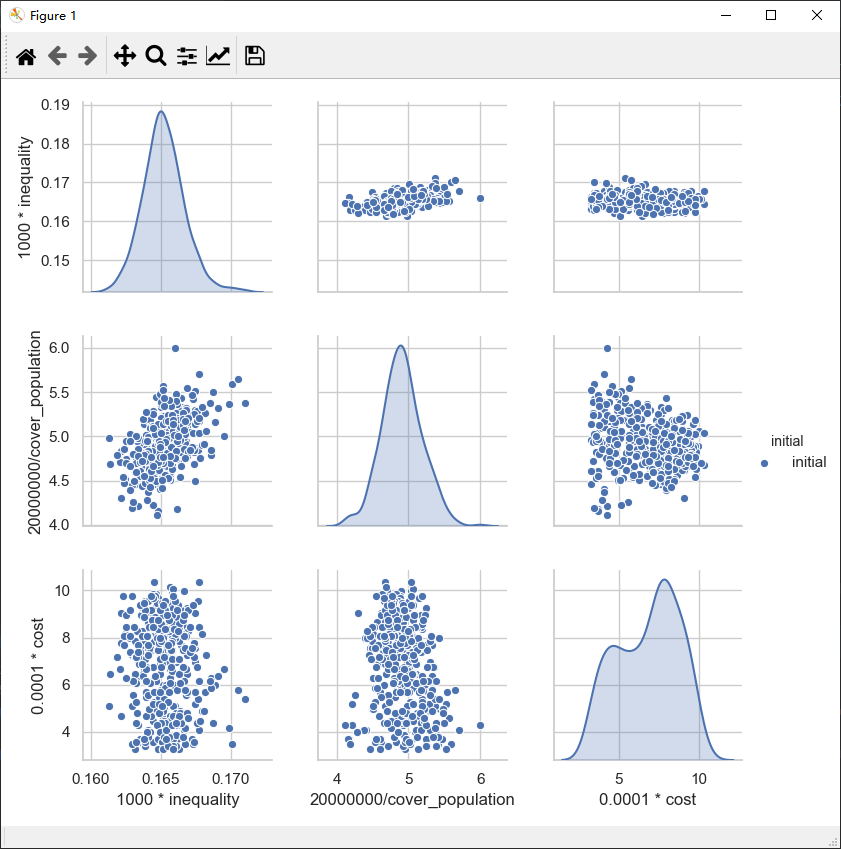 Figure 1
0.19
0.18
0.17
0.16
0.15
1000 * inequality
6.0
5.5
5.0
4.5
4.0
20000000/cover_population
initial
initial
10
8
6
4
0.0001 * cost
0.160 0.165 0.170
4 5 6
5 10
1000 * inequality
20000000/cover_population
0.0001 * cost